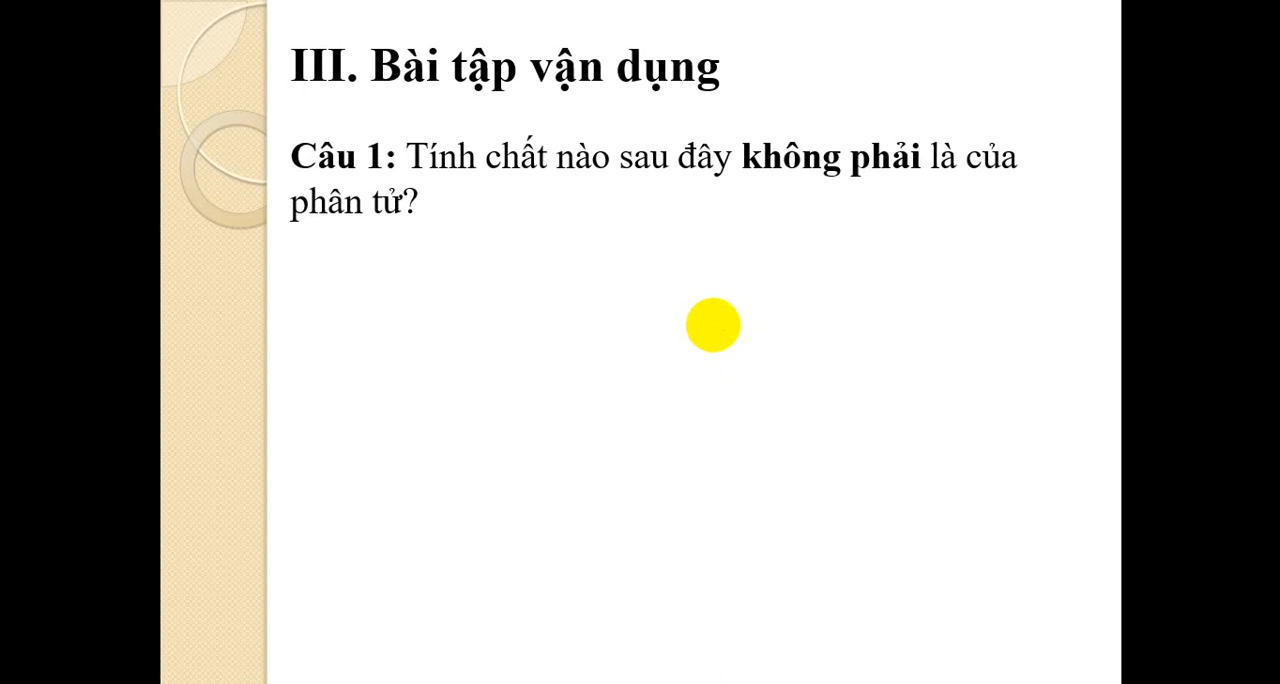 III. Bài tập vận dụng
Câu 1: Tính chất nào sau đây không phải là của
phân tử?